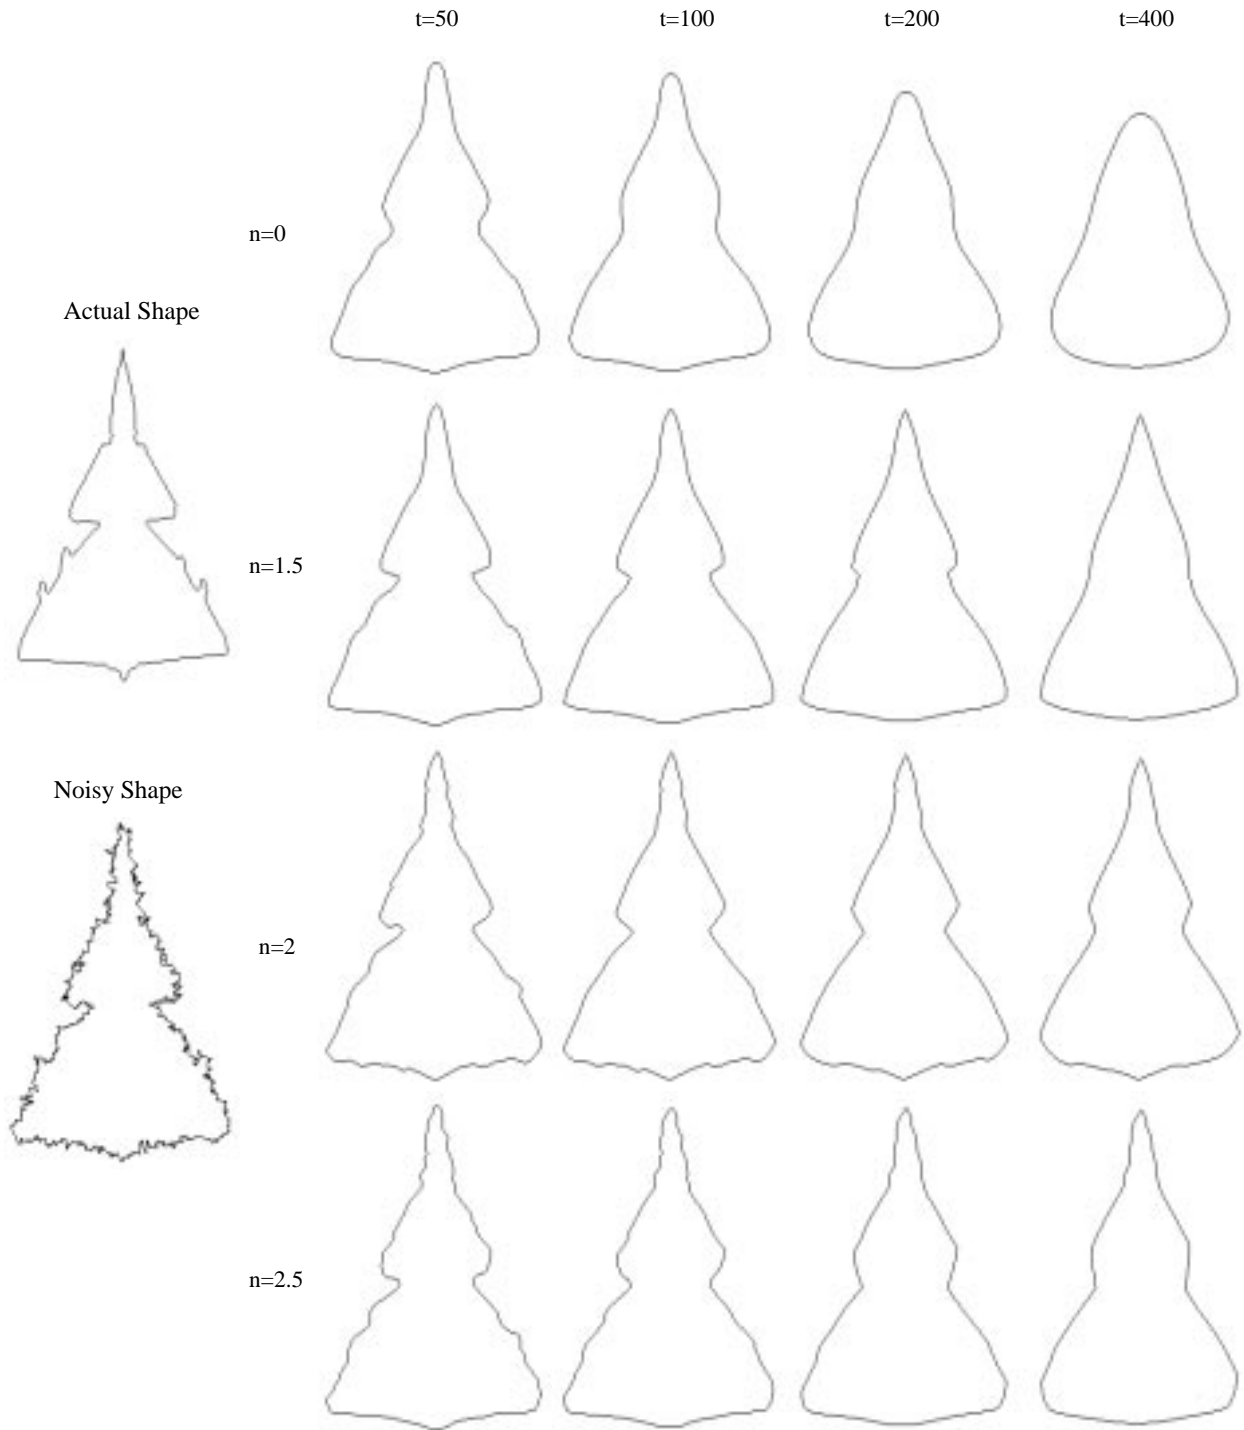 t=50
t=100
t=200
t=400
n=0
Actual Shape
n=1.5
Noisy Shape
n=2
n=2.5